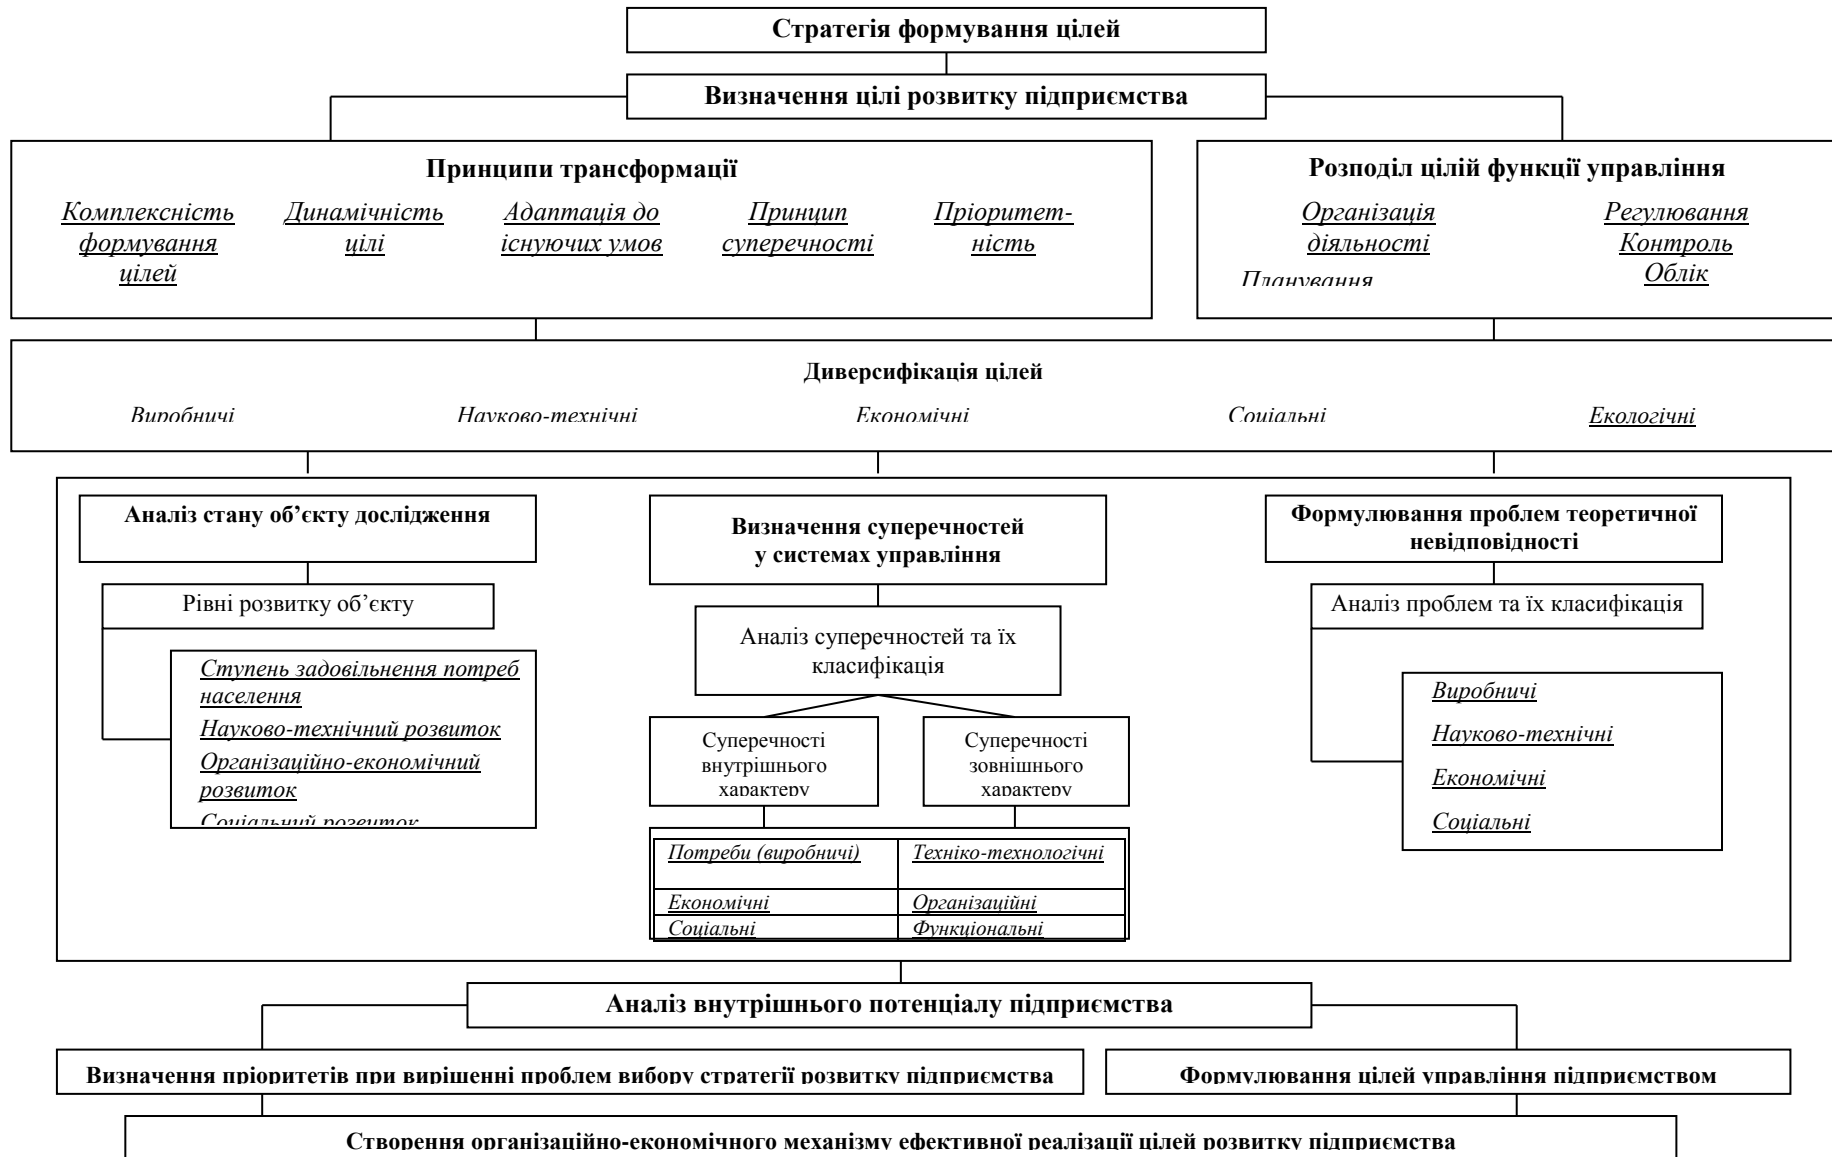 Стратегія формування цілей
Визначення цілі розвитку підприємства
Принципи трансформації
Комплексність
формування
цілей
Динамічність
цілі
Адаптація до
існуючих умов
Принцип
суперечності
Пріоритет-
ність
Розподіл цілій функції управління
Організація
діяльності
Планування
Регулювання
Контроль
Облік
Диверсифікація цілей
Виробничі
Науково-технічні
Економічні
Соціальні
Екологічні
Аналіз стану об’єкту дослідження
Рівні розвитку об’єкту
Ступень задовільнення потреб
населення
Науково-технічний розвиток
Організаційно-економічний
розвиток
Соціальний розвиток
Визначення суперечностей
у системах управління
Аналіз суперечностей та їх
класифікація
Суперечності
внутрішнього
характеру
Суперечності
зовнішнього
характеру
Потреби (виробничі)
Техніко-технологічні
Економічні
Організаційні
Соціальні
Функціональні
Формулювання проблем теоретичної
невідповідності
Аналіз проблем та їх класифікація
Виробничі
Науково-технічні
Економічні
Соціальні
Аналіз внутрішнього потенціалу підприємства
Визначення пріоритетів при вирішенні проблем вибору стратегії розвитку підприємства
Формулювання цілей управління підприємством
Створення організаційно-економічного механізму ефективної реалізації цілей розвитку підприємства